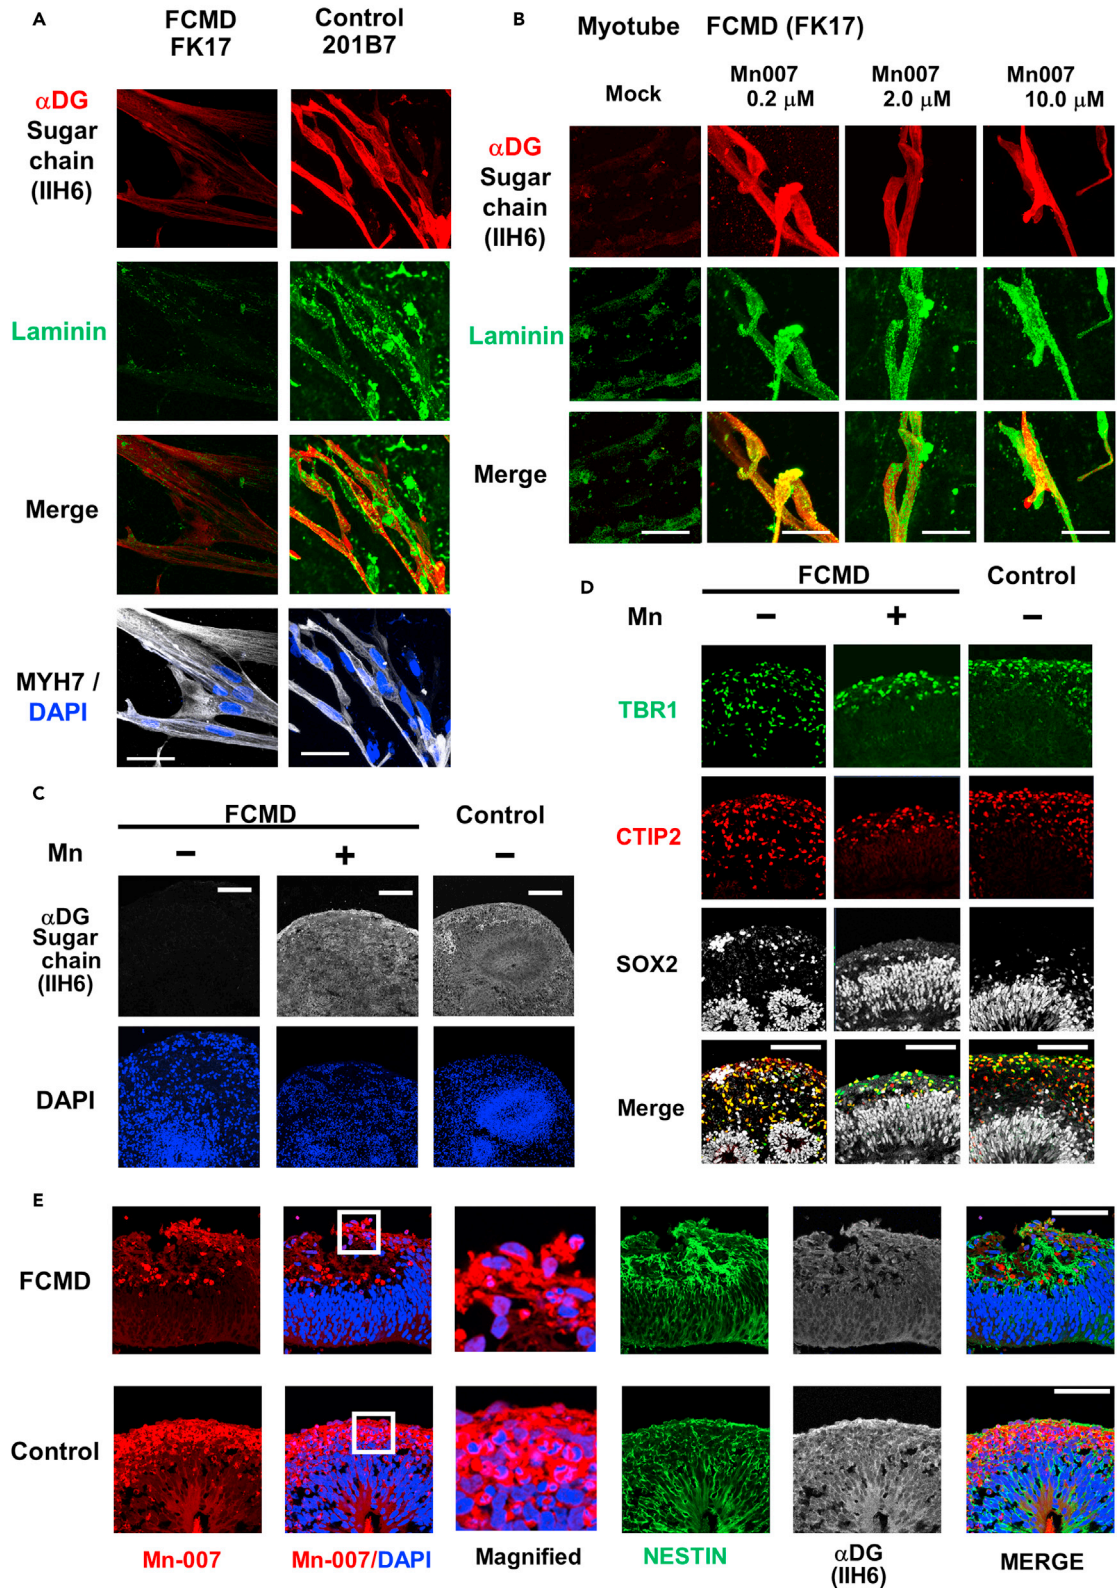 A
FCMD
FK17
Control
201B7
αDG
Sugar
chain
(IIH6)
Laminin
Merge
MYH7 /
DAPI
B
Myotube
FCMD (FK17)
Mock
Mn007
0.2 μM
Mn007
2.0 μM
Mn007
10.0 μM
αDG
Sugar
chain
(IIH6)
Laminin
Merge
C
FCMD
Control
Mn
−
+
−
αDG
Sugar
chain
(IIH6)
DAPI
D
FCMD
Control
Mn
−
+
−
TBR1
CTIP2
SOX2
Merge
E
FCMD
Control
Mn-007
Mn-007/DAPI
Magnified
NESTIN
αDG
(IIH6)
MERGE